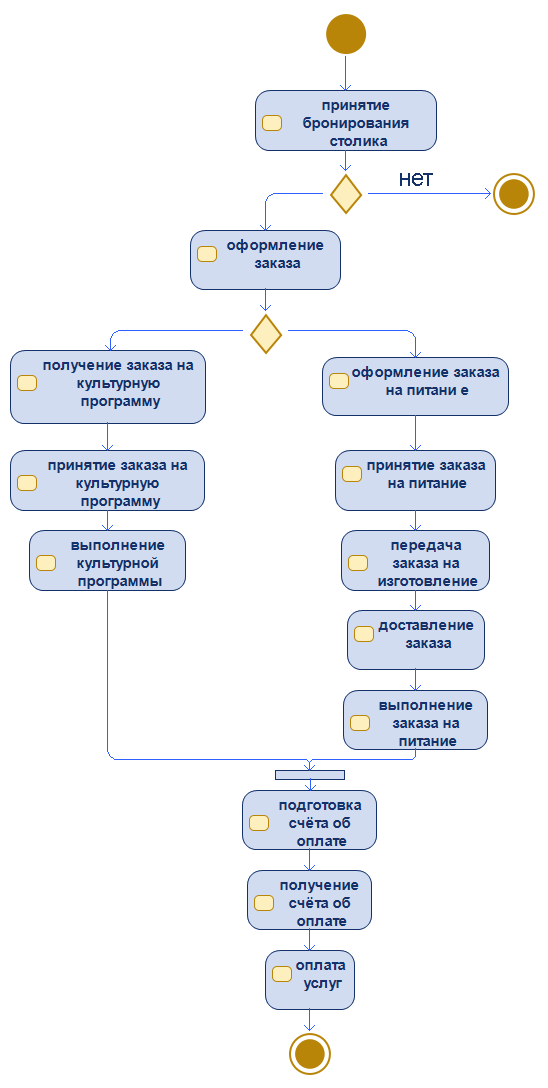 принятие
бронирования
столика
нет
оформление
заказа
получение заказа на
культурную
программу
оформление заказа
на питани е
принятие заказа на
культурную
программу
принятие заказа
на питание
выполнение
культурной
программы
передача
заказа на
изготовление
доставление
заказа
выполнение
заказа на
питание
подготовка
счёта об
оплате
получение
счёта об
оплате
оплата
услуг